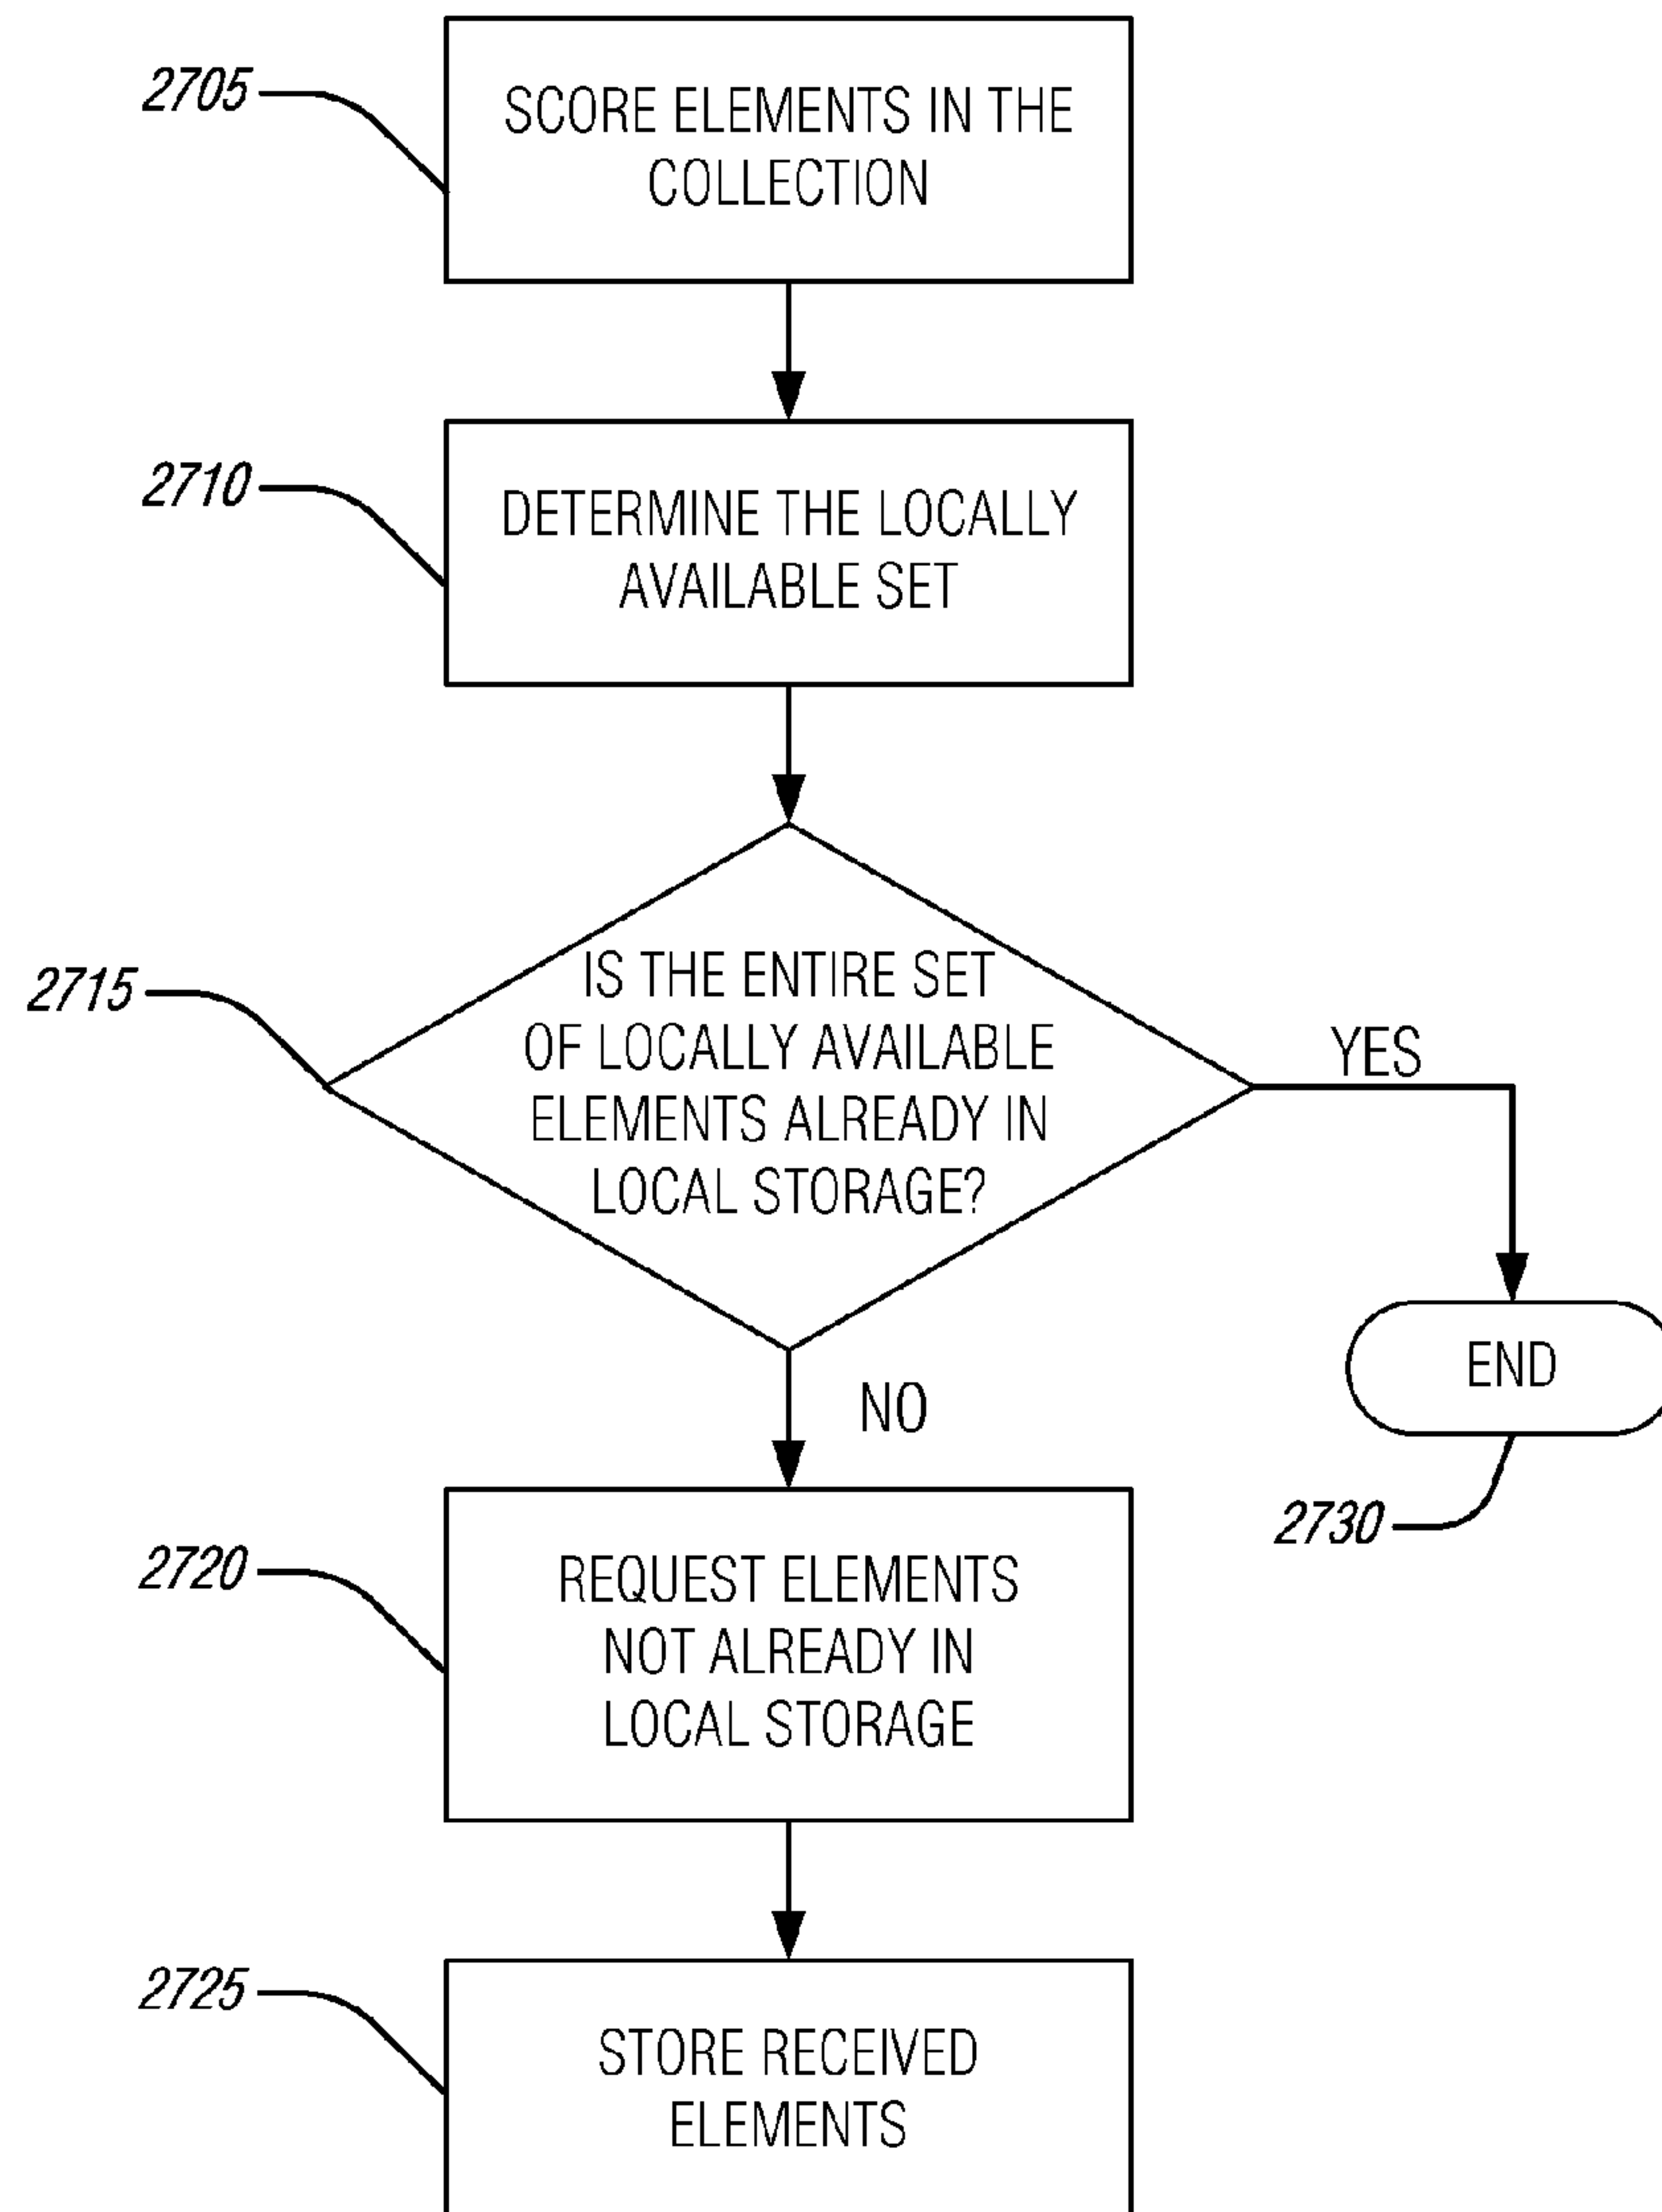 2705
SCORE ELEMENTS IN THE
COLLECTION
2710
DETERMINE THE LOCALLY
AVAILABLE SET
2715
IS THE ENTIRE SET
OF LOCALLY AVAILABLE
ELEMENTS ALREADY IN
LOCAL STORAGE?
YES
END
2730
NO
2720
REQUEST ELEMENTS
NOT ALREADY IN
LOCAL STORAGE
2725
STORE RECEIVED
ELEMENTS